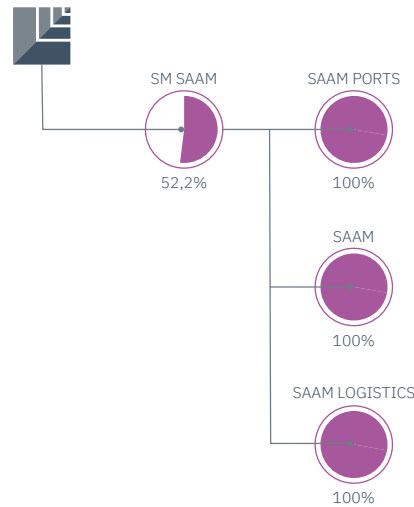 SM SAAM
52,2%
SAAM PORTS
100%
SAAM
100%
SAAM LOGISTICS
100%